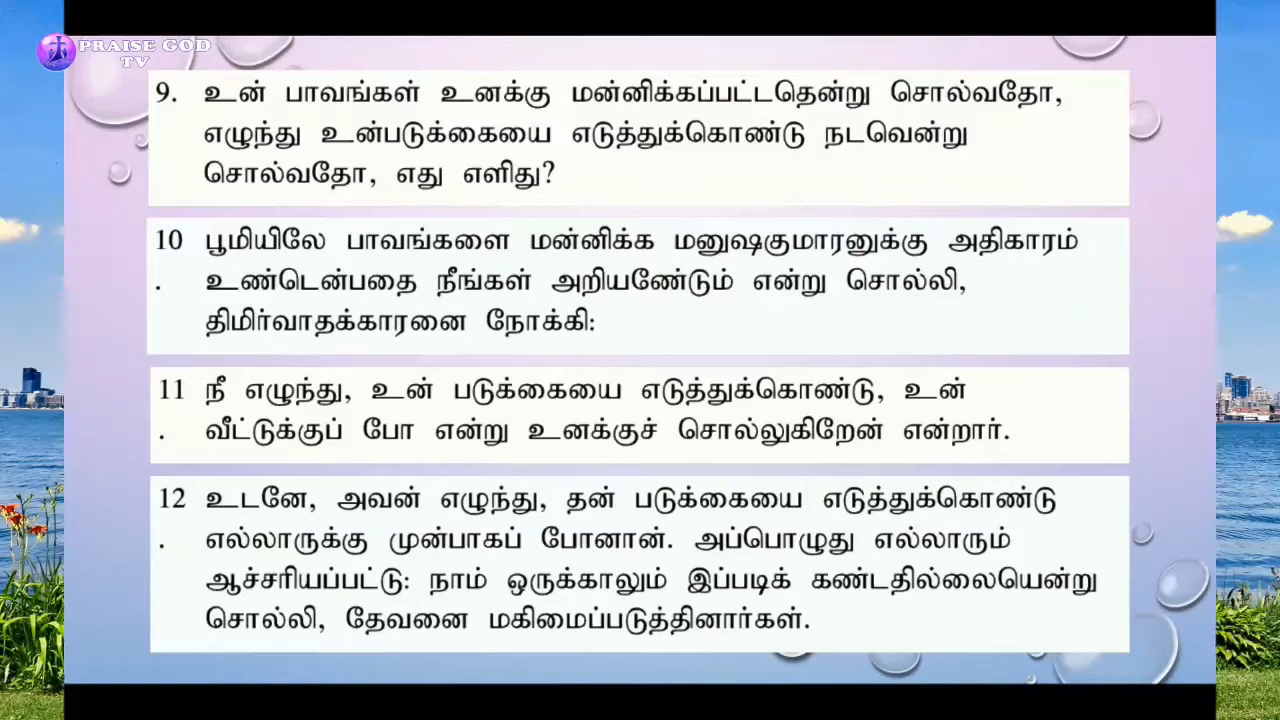 PRAISE GOD
TV
9. உன் பாவங்கள் உனக்கு மன்னிக்கப்பட்டதென்று சொல்வதோ,
எழுந்து உன்படுக்கையை எடுத்துக்கொண்டு நடவென்று
சொல்வதோ, எது எளிது?
10 பூமியிலே பாவங்களை மன்னிக்க மனுஷகுமாரனுக்கு அதிகாரம்
. உண்டென்பதை நீங்கள் அறியணேண்டும் என்று சொல்லி,
திமிர்வாதக்காரனை நோக்கி:
11 நீ எழுந்து, உன் படுக்கையை எடுத்துக்கொண்டு, உன்
. வீட்டுக்குப் போ என்று உனக்குச் சொல்லுகிறேன் என்றார்.
12 உடனே, அவன் எழுந்து, தன் படுக்கையை எடுத்துக்கொண்டு
. எல்லாருக்கு முன்பாகப் போனான். அப்பொழுது எல்லாரும்
ஆச்சரியப்பட்டு: நாம் ஒருக்காலும் இப்படிக் கண்டதில்லையென்று
சொல்லி, தேவனை மகிமைப்படுத்தினார்கள்.